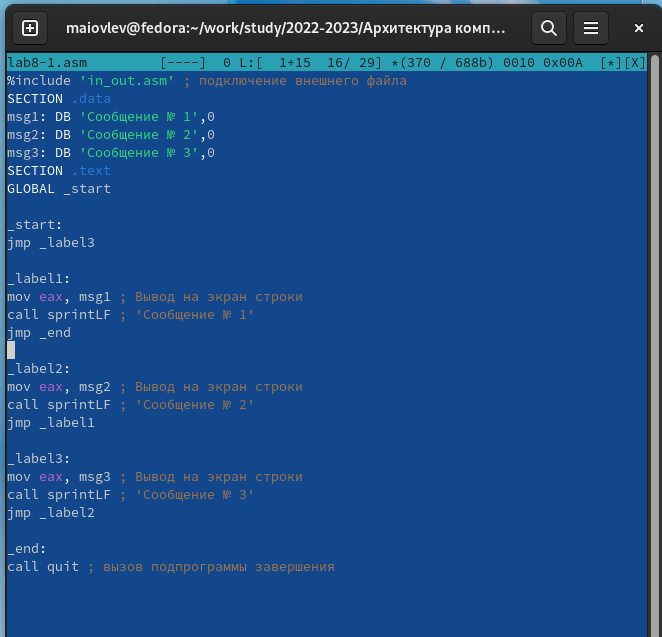 maiovlev@fedora:~/work/study/2022-2023/Архитектура комп...
lab8-1.asm [----] 0 L:[ 1+15 16/ 29] *(370 / 688b) 0010 0x00A [*][X]
%include 'in_out.asm' ; подключение внешнего файла
SECTION .data
msg1: DB 'Сообщение № 1',0
msg2: DB 'Сообщение № 2',0
msg3: DB 'Сообщение № 3',0
SECTION .text
GLOBAL _start
_start:
jmp _label3
_label1:
mov eax, msg1 ; Вывод на экран строки
call sprintLF ; 'Сообщение № 1'
jmp _end
_label2:
mov eax, msg2 ; Вывод на экран строки
call sprintLF ; 'Сообщение № 2'
jmp _label1
_label3:
mov eax, msg3 ; Вывод на экран строки
call sprintLF ; 'Сообщение № 3'
jmp _label2
_end:
call quit ; вызов подпрограммы завершения